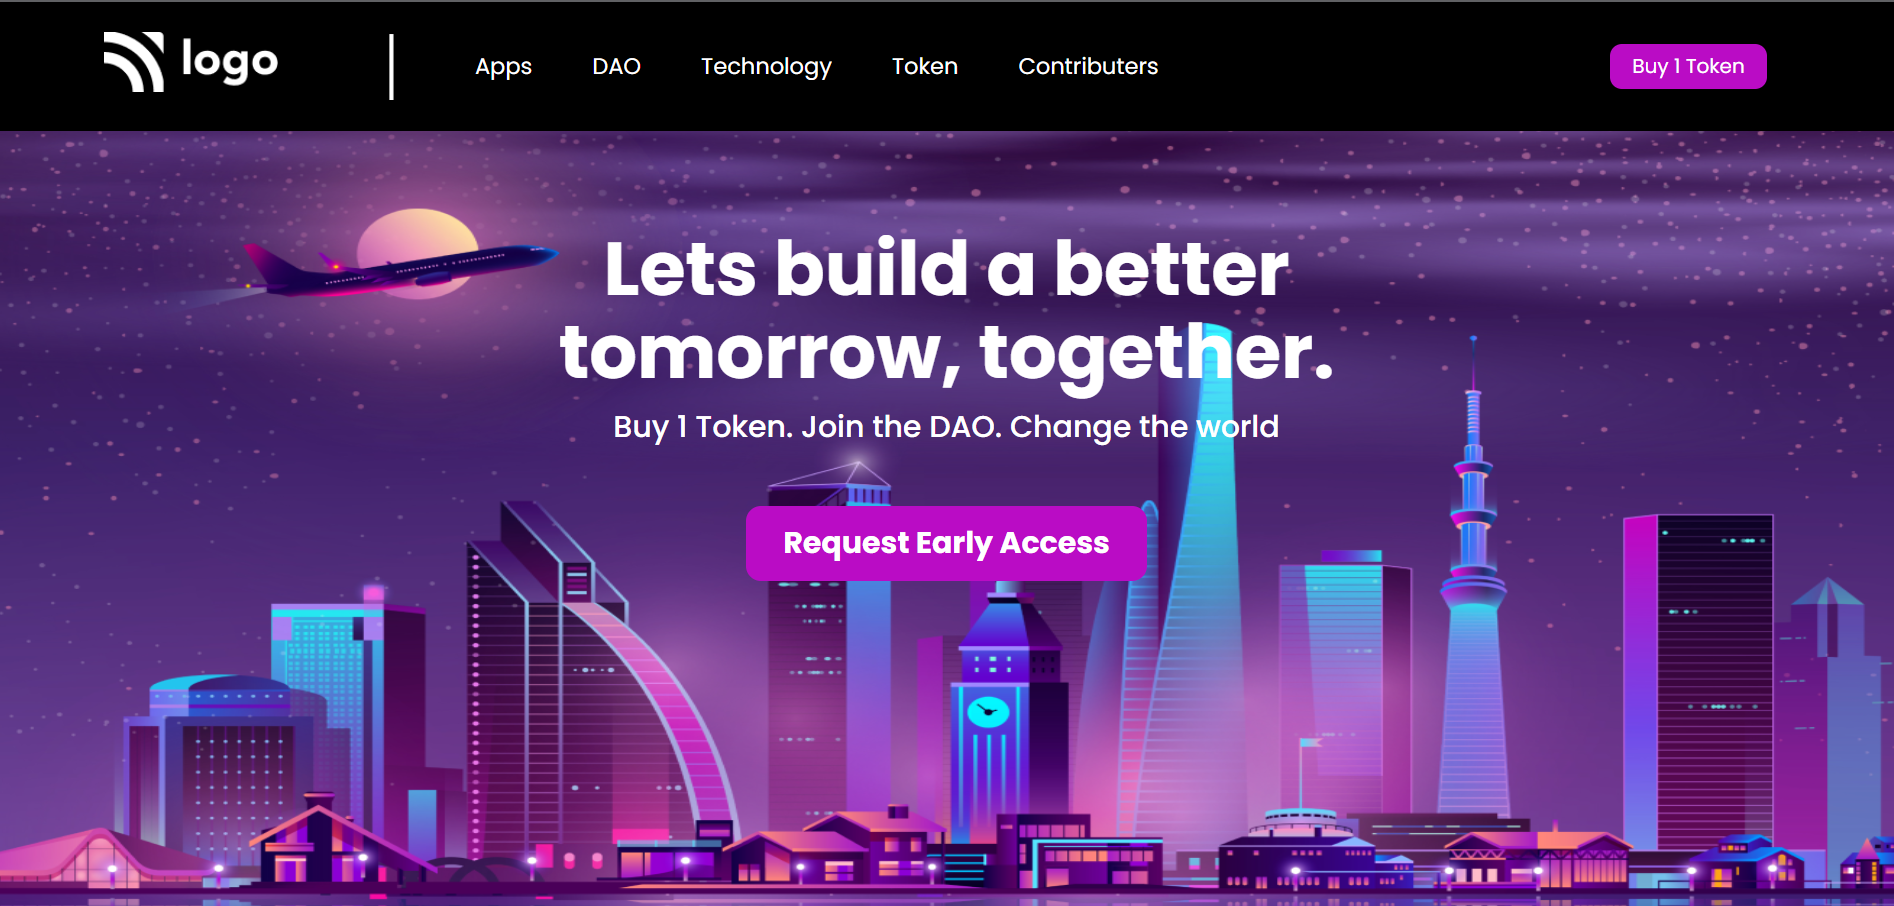 logo
Apps
DAO
Technology
Token
Contributers
Buy 1 Token
Lets build a better
tomorrow, together.
Buy 1 Token. Join the DAO. Change the world
Request Early Access